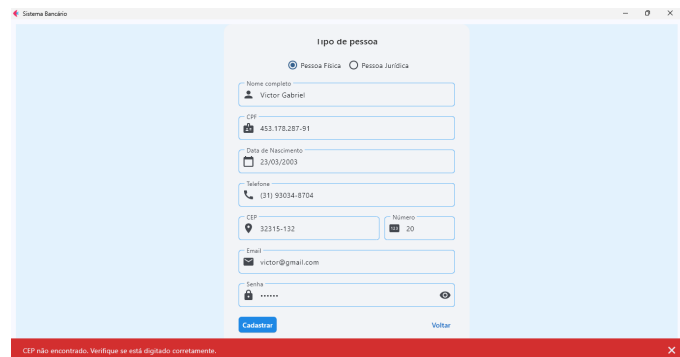 Sistema Bancário
Tipo de pessoa
Pessoa Física Pessoa Jurídica
Nome completo
Victor Gabriel
CPF
453.178.287-91
Data de Nascimento
23/03/2003
Telefone
(31) 93034-8704
CEP Número
32315-132 123 20
Email
victor@gmail.com
Senha
••••••
Cadastrar Voltar
CEP não encontrado. Verifique se está digitado corretamente.